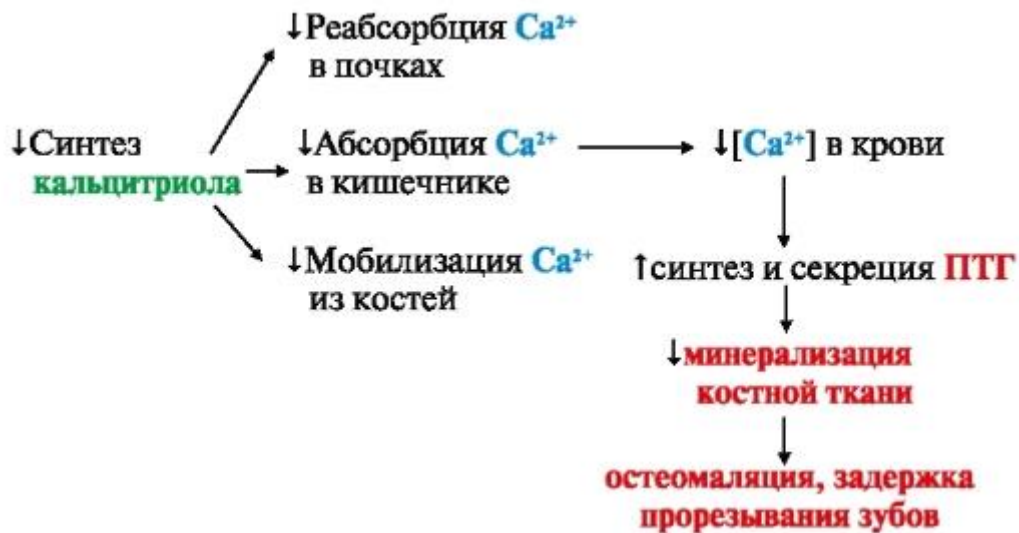 ↓Реабсорбция Ca²⁺
в почках
↓Синтез
кальцитриола
↓Абсорбция Ca²⁺
в кишечнике
↓[Ca²⁺] в крови
↓Мобилизация Ca²⁺
из костей
↑синтез и секреция ПТГ
↓минерализация
костной ткани
остеомаляция, задержка
прорезывания зубов